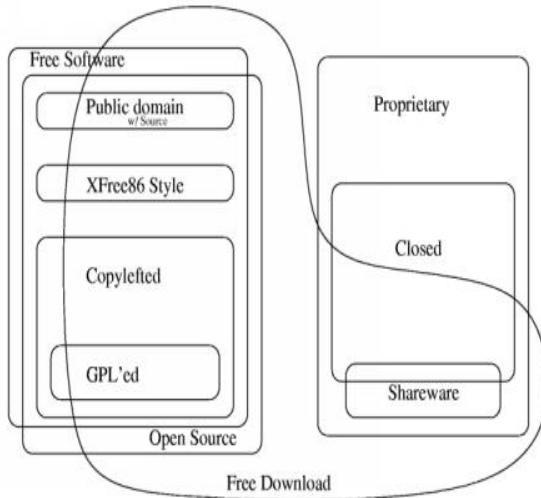 Free Software
Public domain
w/ Source
XFree86 Style
Copylefted
GPL'ed
Open Source
Proprietary
Closed
Shareware
Free Download